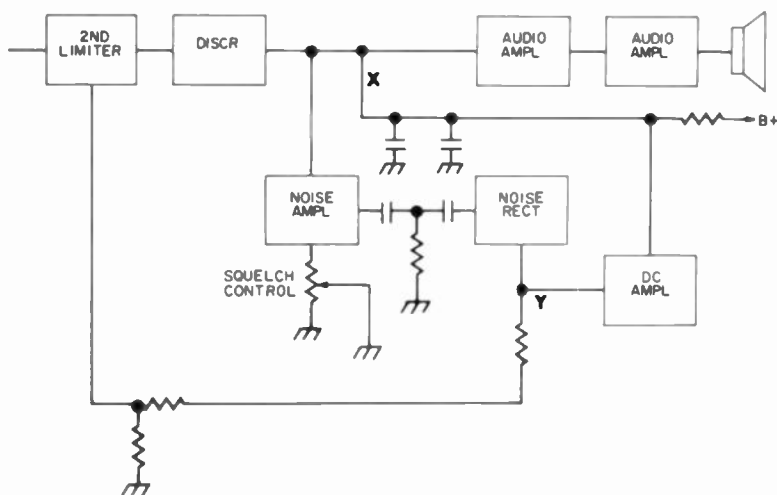 2ND
LIMITER
DISCR
AUDIO
AMPL
AUDIO
AMPL
X
B+
NOISE
AMPL
NOISE
RECT
SQUELCH
CONTROL
Y
DC
AMPL